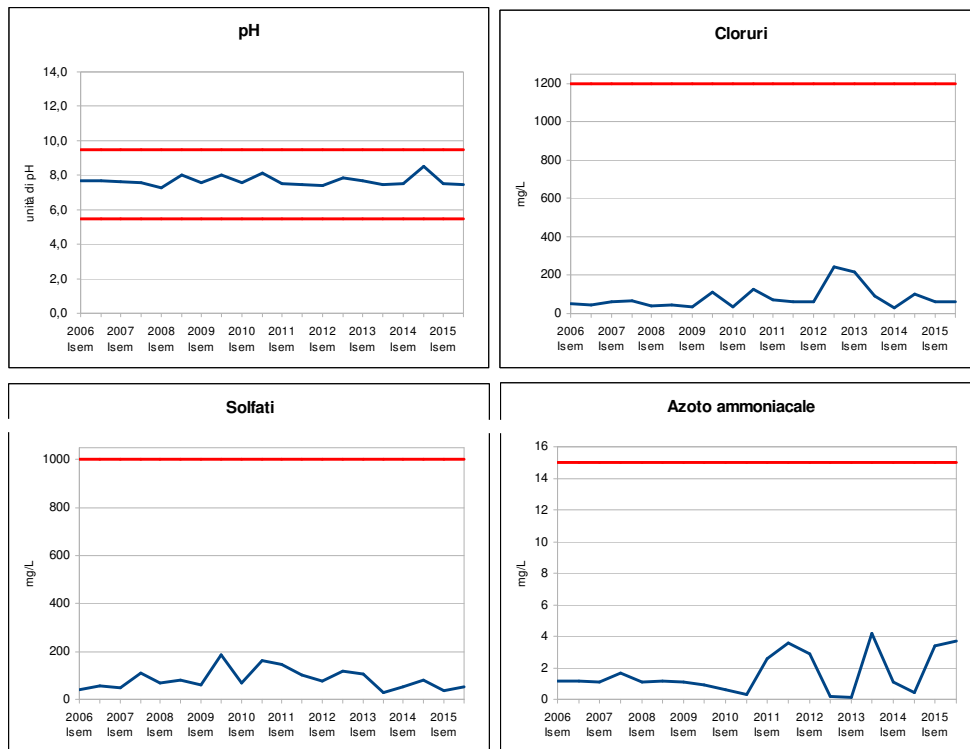 pH
unità di pH
14,0
12,0
10,0
8,0
6,0
4,0
2,0
0,0
2006 2007 2008 2009 2010 2011 2012 2013 2014 2015
Isem Isem Isem Isem Isem Isem Isem Isem Isem Isem
Cloruri
mg/L
1200
1000
800
600
400
200
0
2006 2007 2008 2009 2010 2011 2012 2013 2014 2015
Isem Isem Isem Isem Isem Isem Isem Isem Isem Isem
Solfati
mg/L
1000
800
600
400
200
0
2006 2007 2008 2009 2010 2011 2012 2013 2014 2015
Isem Isem Isem Isem Isem Isem Isem Isem Isem Isem
Azoto ammoniacale
mg/L
16
14
12
10
8
6
4
2
0
2006 2007 2008 2009 2010 2011 2012 2013 2014 2015
Isem Isem Isem Isem Isem Isem Isem Isem Isem Isem